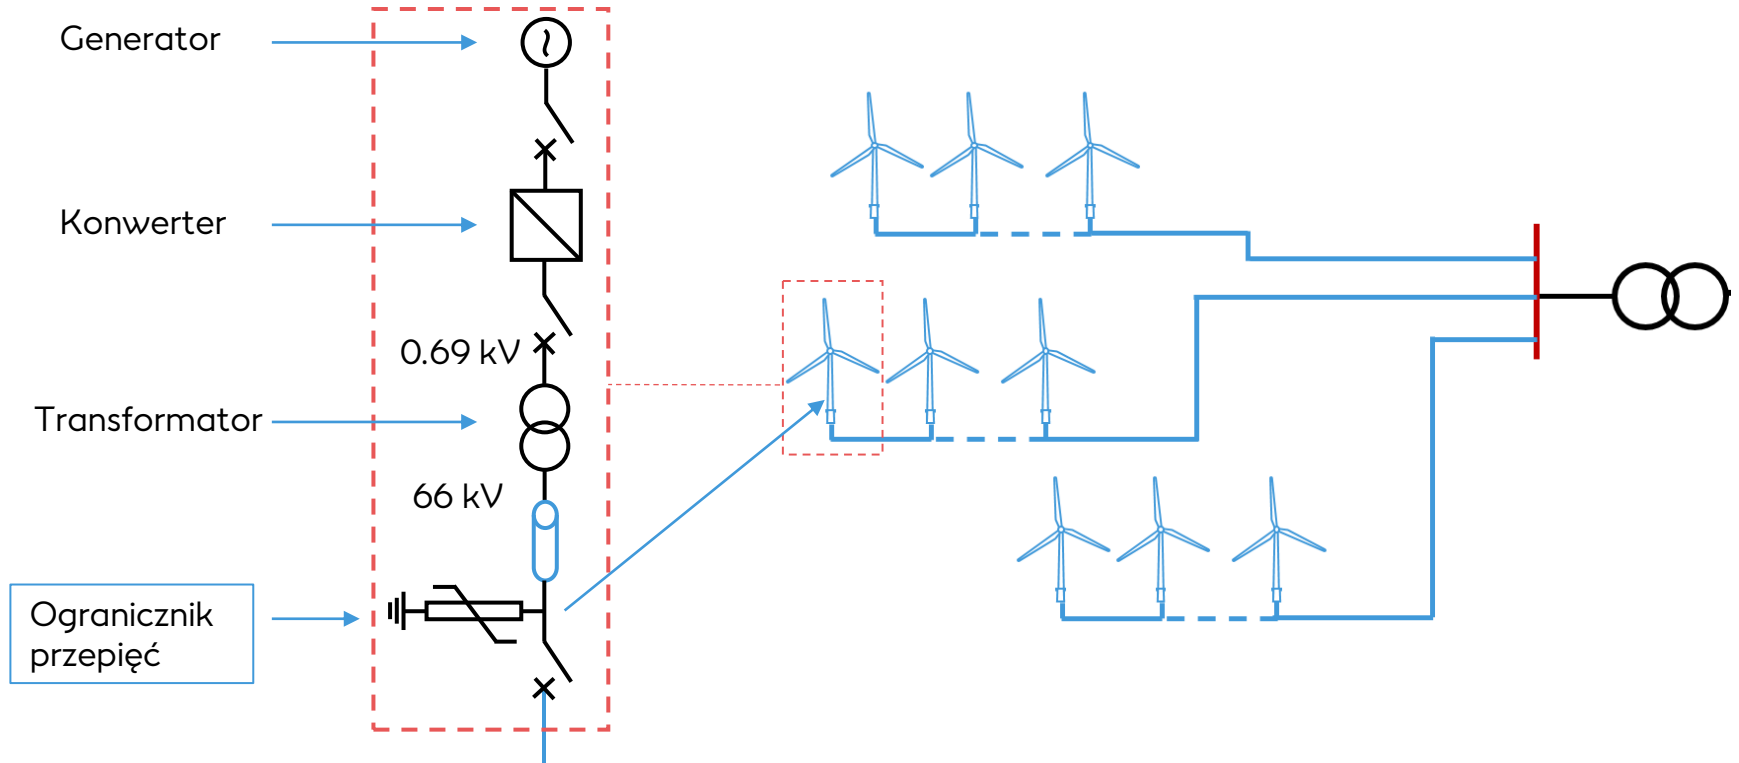 Generator
Konwerter
0.69 kV
Transformator
66 kV
Ogranicznik
przepięć